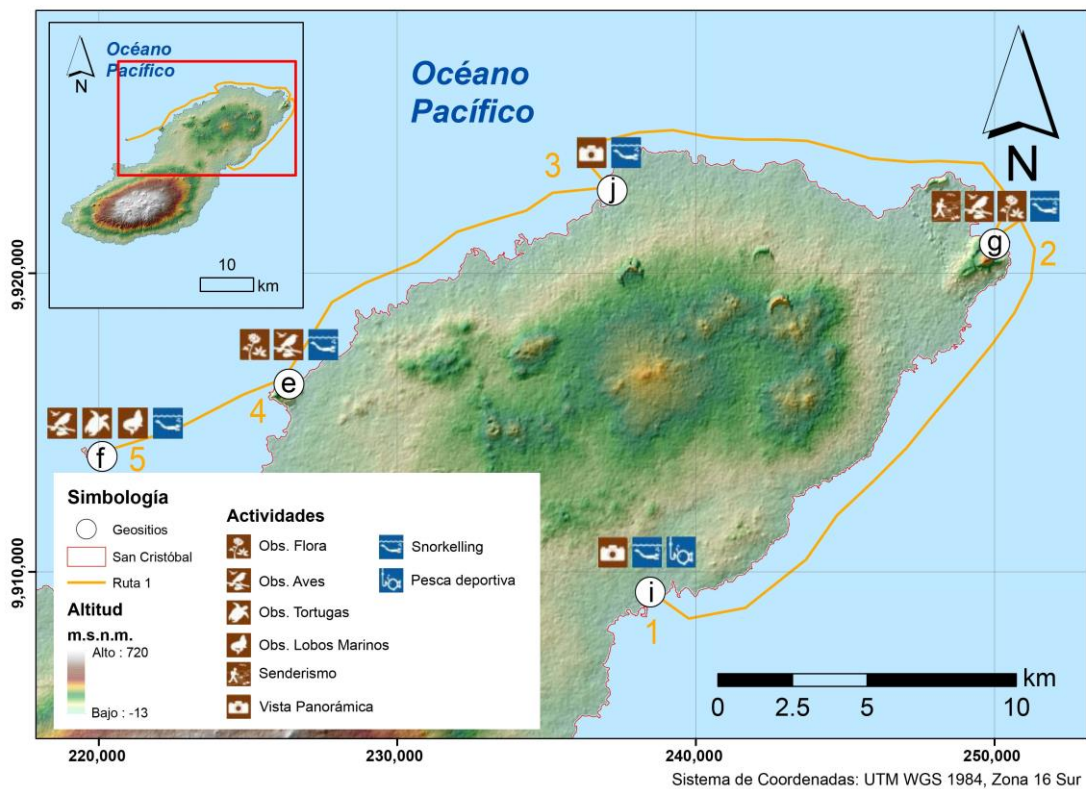 Océano
Pacífico
N
10
km
Océano
Pacífico
N
3
j
g
2
e
4
f
5
i
1
9,920,000
9,910,000
Simbología
Geositios
San Cristóbal
Ruta 1
Altitud
m.s.n.m.
Alto : 720
Bajo : -13
Actividades
Obs. Flora
Obs. Aves
Obs. Tortugas
Obs. Lobos Marinos
Senderismo
Vista Panorámica
Snorkelling
Pesca deportiva
km
0 2.5 5 10
220,000 230,000 240,000 250,000
Sistema de Coordenadas: UTM WGS 1984, Zona 16 Sur